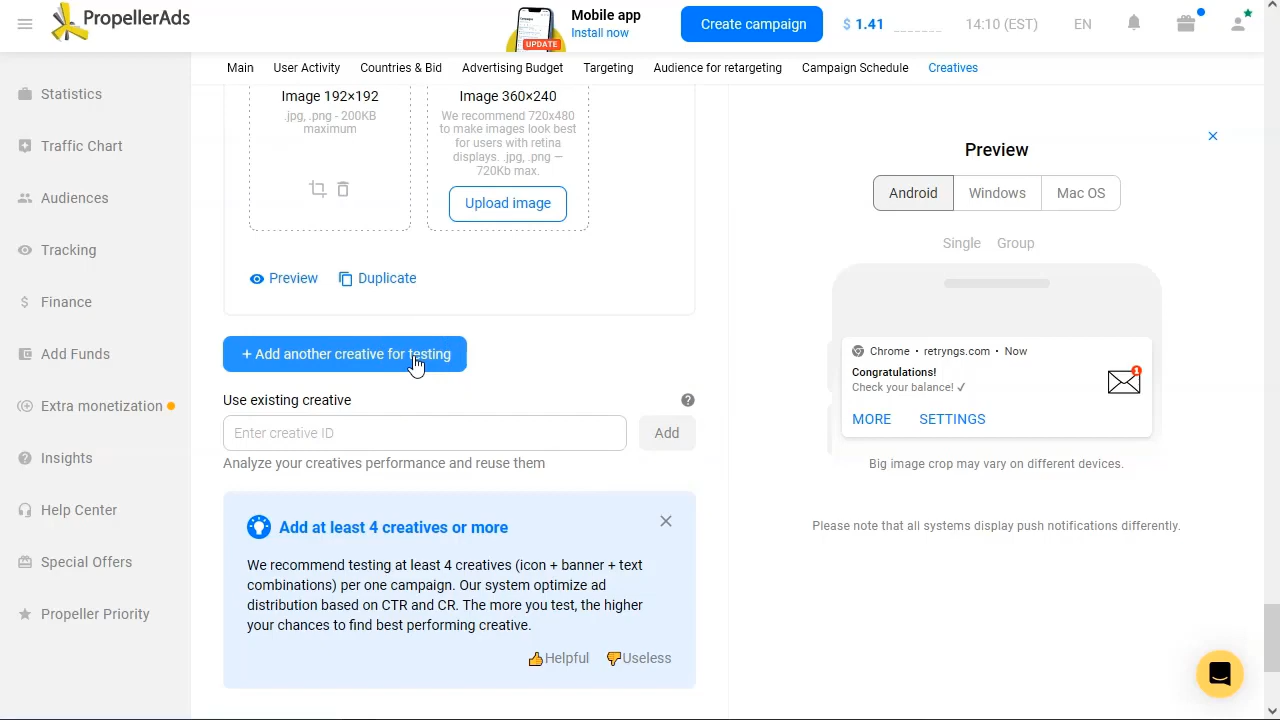 PropellerAds
UPDATE
Mobile app
Install now
Create campaign
$ 1.41
14:10 (EST)
EN
Main
User Activity
Countries & Bid
Advertising Budget
Targeting
Audience for retargeting
Campaign Schedule
Creatives
Statistics
Traffic Chart
Audiences
Tracking
Finance
Add Funds
Extra monetization
Insights
Help Center
Special Offers
Propeller Priority
Image 192×192
.jpg, .png - 200KB
maximum
Image 360×240
We recommend 720x480
to make images look best
for users with retina
displays. .jpg, .png —
720Kb max.
Upload image
Preview
Duplicate
+ Add another creative for testing
Use existing creative
Enter creative ID
Add
Analyze your creatives performance and reuse them
Add at least 4 creatives or more
We recommend testing at least 4 creatives (icon + banner + text
combinations) per one campaign. Our system optimize ad
distribution based on CTR and CR. The more you test, the higher
your chances to find best performing creative.
👍Helpful
👎Useless
Preview
Android
Windows
Mac OS
Single
Group
Chrome • retryngs.com • Now
Congratulations!
Check your balance! ✓
1
MORE
SETTINGS
Big image crop may vary on different devices.
Please note that all systems display push notifications differently.